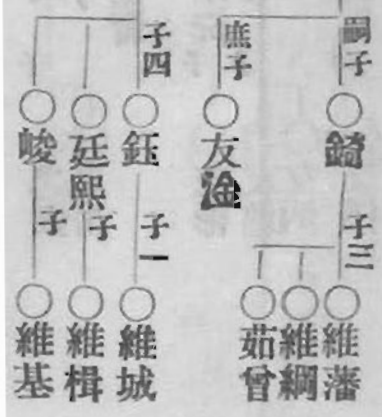 嗣子
錡
子三
維藩
維綱
茹曾
庶子
友淦
子四
鈺
子一
維城
廷熙
子
維楫
峻
子
維基